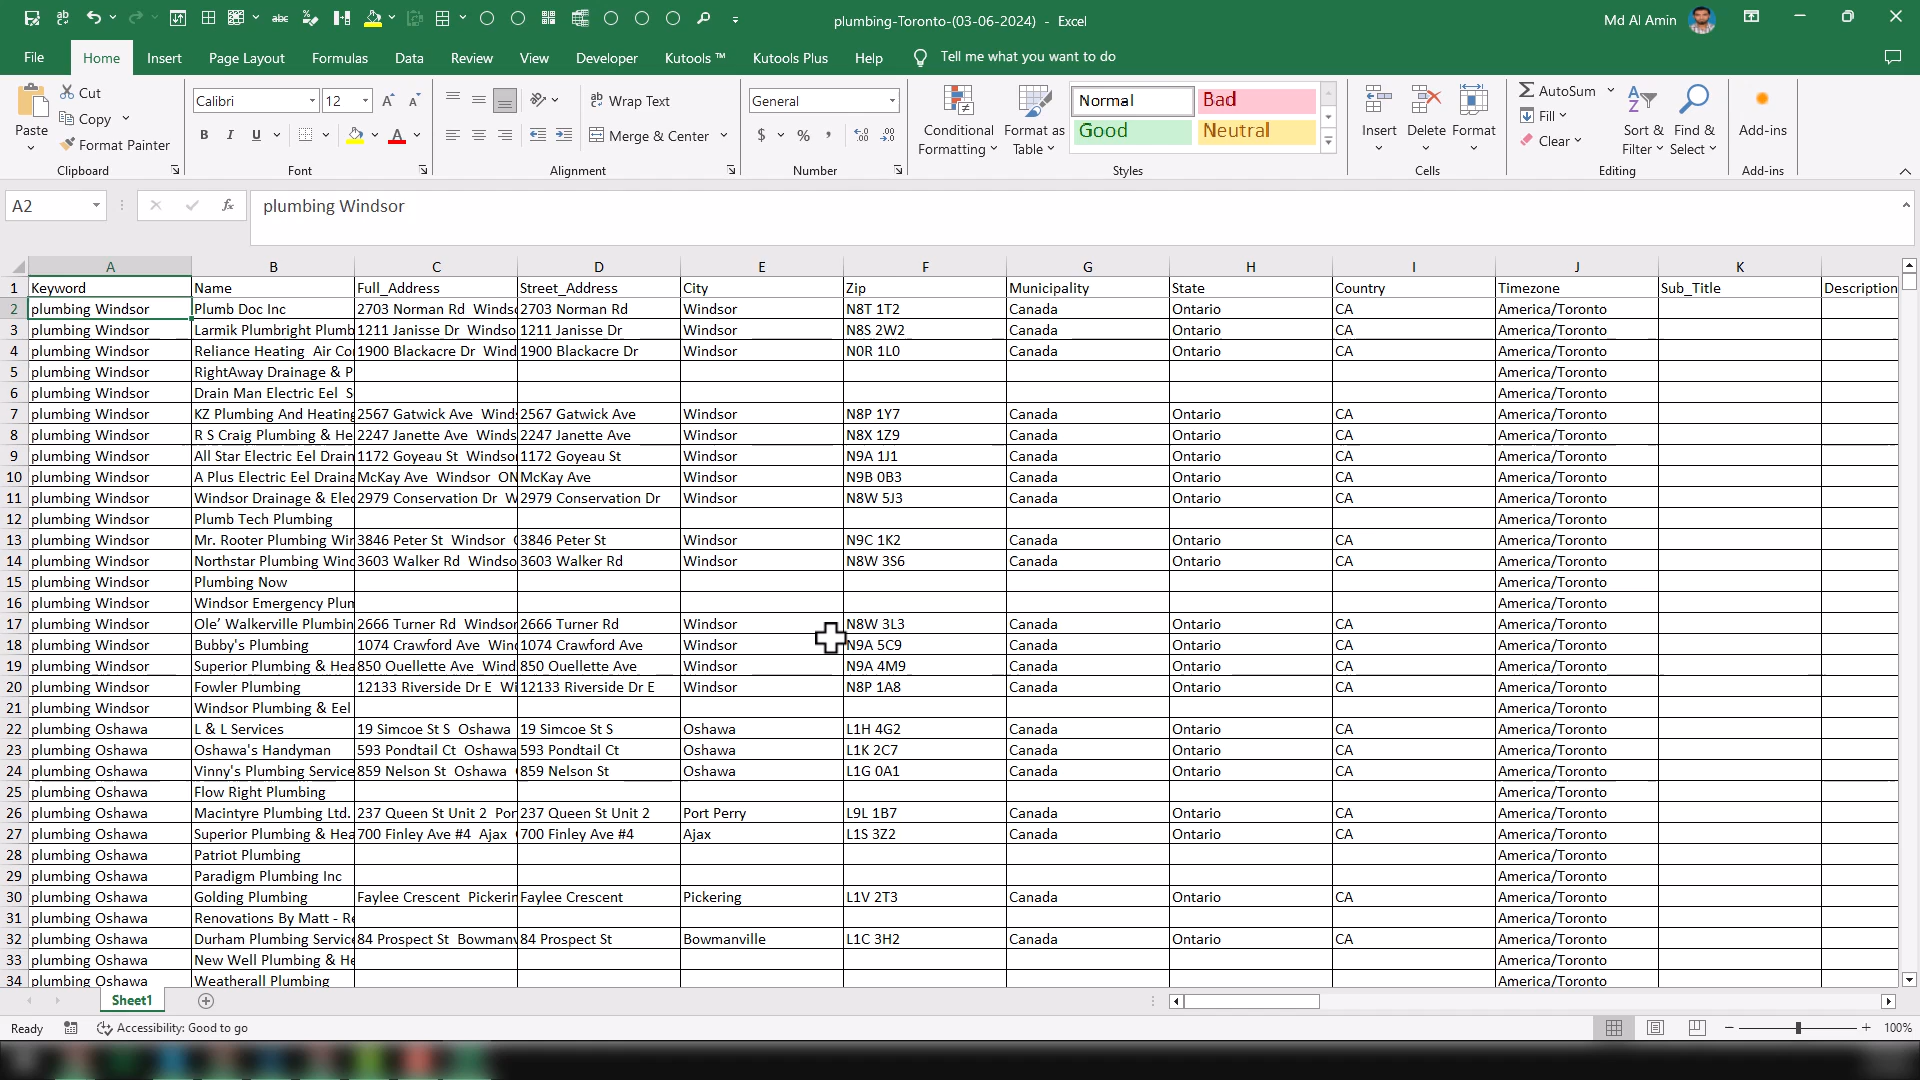 plumbing-Toronto-(03-06-2024) - Excel
Md Al Amin
File Home Insert Page Layout Formulas Data Review View Developer Kutools ™ Kutools Plus Help Tell me what you want to do
Paste
Cut
Copy
Format Painter
Clipboard
Calibri 12
B I U
Font
Wrap Text
Merge & Center
Alignment
General
$ % ,
Number
Conditional Formatting
Format as Table
Normal Bad
Good Neutral
Styles
Insert Delete Format
Cells
AutoSum
Fill
Clear
Sort & Filter
Find & Select
Editing
Add-ins
Add-ins
A2 fx plumbing Windsor
A B C D E F G H I J K
1 Keyword Name Full_Address Street_Address City Zip Municipality State Country Timezone Sub_Title Description
2 plumbing Windsor Plumb Doc Inc 2703 Norman Rd Winds 2703 Norman Rd Windsor N8T 1T2 Canada Ontario CA America/Toronto
3 plumbing Windsor Larmik Plumbright Plumb 1211 Janisse Dr Windso 1211 Janisse Dr Windsor N8S 2W2 Canada Ontario CA America/Toronto
4 plumbing Windsor Reliance Heating Air Co 1900 Blackacre Dr Wind 1900 Blackacre Dr Windsor N0R 1L0 Canada Ontario CA America/Toronto
5 plumbing Windsor RightAway Drainage & P America/Toronto
6 plumbing Windsor Drain Man Electric Eel S America/Toronto
7 plumbing Windsor KZ Plumbing And Heating 2567 Gatwick Ave Wind 2567 Gatwick Ave Windsor N8P 1Y7 Canada Ontario CA America/Toronto
8 plumbing Windsor R S Craig Plumbing & He 2247 Janette Ave Winds 2247 Janette Ave Windsor N8X 1Z9 Canada Ontario CA America/Toronto
9 plumbing Windsor All Star Electric Eel Drain 1172 Goyeau St Windso 1172 Goyeau St Windsor N9A 1J1 Canada Ontario CA America/Toronto
10 plumbing Windsor A Plus Electric Eel Draina McKay Ave Windsor ON McKay Ave Windsor N9B 0B3 Canada Ontario CA America/Toronto
11 plumbing Windsor Windsor Drainage & Elec 2979 Conservation Dr W 2979 Conservation Dr Windsor N8W 5J3 Canada Ontario CA America/Toronto
12 plumbing Windsor Plumb Tech Plumbing America/Toronto
13 plumbing Windsor Mr. Rooter Plumbing Win 3846 Peter St Windsor 3846 Peter St Windsor N9C 1K2 Canada Ontario CA America/Toronto
14 plumbing Windsor Northstar Plumbing Wind 3603 Walker Rd Windso 3603 Walker Rd Windsor N8W 3S6 Canada Ontario CA America/Toronto
15 plumbing Windsor Plumbing Now America/Toronto
16 plumbing Windsor Windsor Emergency Plum America/Toronto
17 plumbing Windsor Ole’ Walkerville Plumbin 2666 Turner Rd Windsor 2666 Turner Rd Windsor N8W 3L3 Canada Ontario CA America/Toronto
18 plumbing Windsor Bubby's Plumbing 1074 Crawford Ave Wind 1074 Crawford Ave Windsor N9A 5C9 Canada Ontario CA America/Toronto
19 plumbing Windsor Superior Plumbing & Hea 850 Ouellette Ave Wind 850 Ouellette Ave Windsor N9A 4M9 Canada Ontario CA America/Toronto
20 plumbing Windsor Fowler Plumbing 12133 Riverside Dr E Wi 12133 Riverside Dr E Windsor N8P 1A8 Canada Ontario CA America/Toronto
21 plumbing Windsor Windsor Plumbing & Eel America/Toronto
22 plumbing Oshawa L & L Services 19 Simcoe St S Oshawa 19 Simcoe St S Oshawa L1H 4G2 Canada Ontario CA America/Toronto
23 plumbing Oshawa Oshawa's Handyman 593 Pondtail Ct Oshawa 593 Pondtail Ct Oshawa L1K 2C7 Canada Ontario CA America/Toronto
24 plumbing Oshawa Vinny's Plumbing Service 859 Nelson St Oshawa 859 Nelson St Oshawa L1G 0A1 Canada Ontario CA America/Toronto
25 plumbing Oshawa Flow Right Plumbing America/Toronto
26 plumbing Oshawa Macintyre Plumbing Ltd. 237 Queen St Unit 2 Por 237 Queen St Unit 2 Port Perry L9L 1B7 Canada Ontario CA America/Toronto
27 plumbing Oshawa Superior Plumbing & Hea 700 Finley Ave #4 Ajax 700 Finley Ave #4 Ajax L1S 3Z2 Canada Ontario CA America/Toronto
28 plumbing Oshawa Patriot Plumbing America/Toronto
29 plumbing Oshawa Paradigm Plumbing Inc America/Toronto
30 plumbing Oshawa Golding Plumbing Faylee Crescent Pickerin Faylee Crescent Pickering L1V 2T3 Canada Ontario CA America/Toronto
31 plumbing Oshawa Renovations By Matt - Re America/Toronto
32 plumbing Oshawa Durham Plumbing Service 84 Prospect St Bowmanv 84 Prospect St Bowmanville L1C 3H2 Canada Ontario CA America/Toronto
33 plumbing Oshawa New Well Plumbing & He America/Toronto
34 plumbing Oshawa Weatherall Plumbing America/Toronto
Sheet1
Ready Accessibility: Good to go 100%